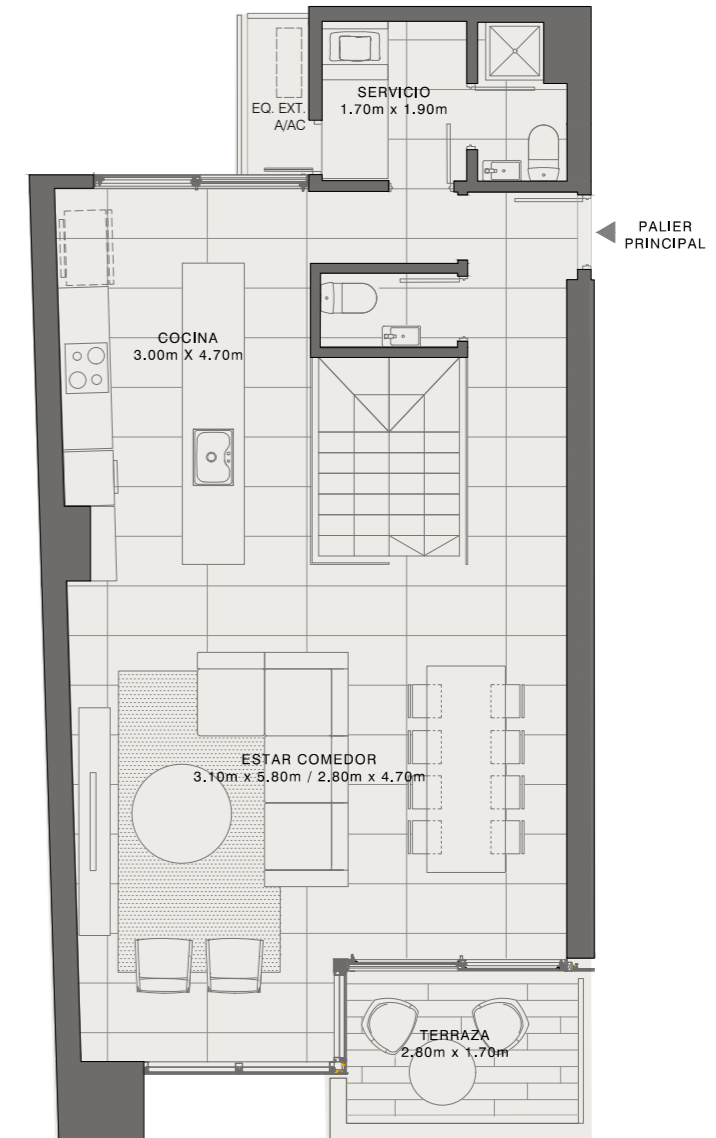 SERVICIO
1.70m x 1.90m
EQ. EXT.
A/AC
PALIER
PRINCIPAL
COCINA
3.00m X 4.70m
ESTAR COMEDOR
3.10m x 5.80m / 2.80m x 4.70m
TERRAZA
2.80m x 1.70m